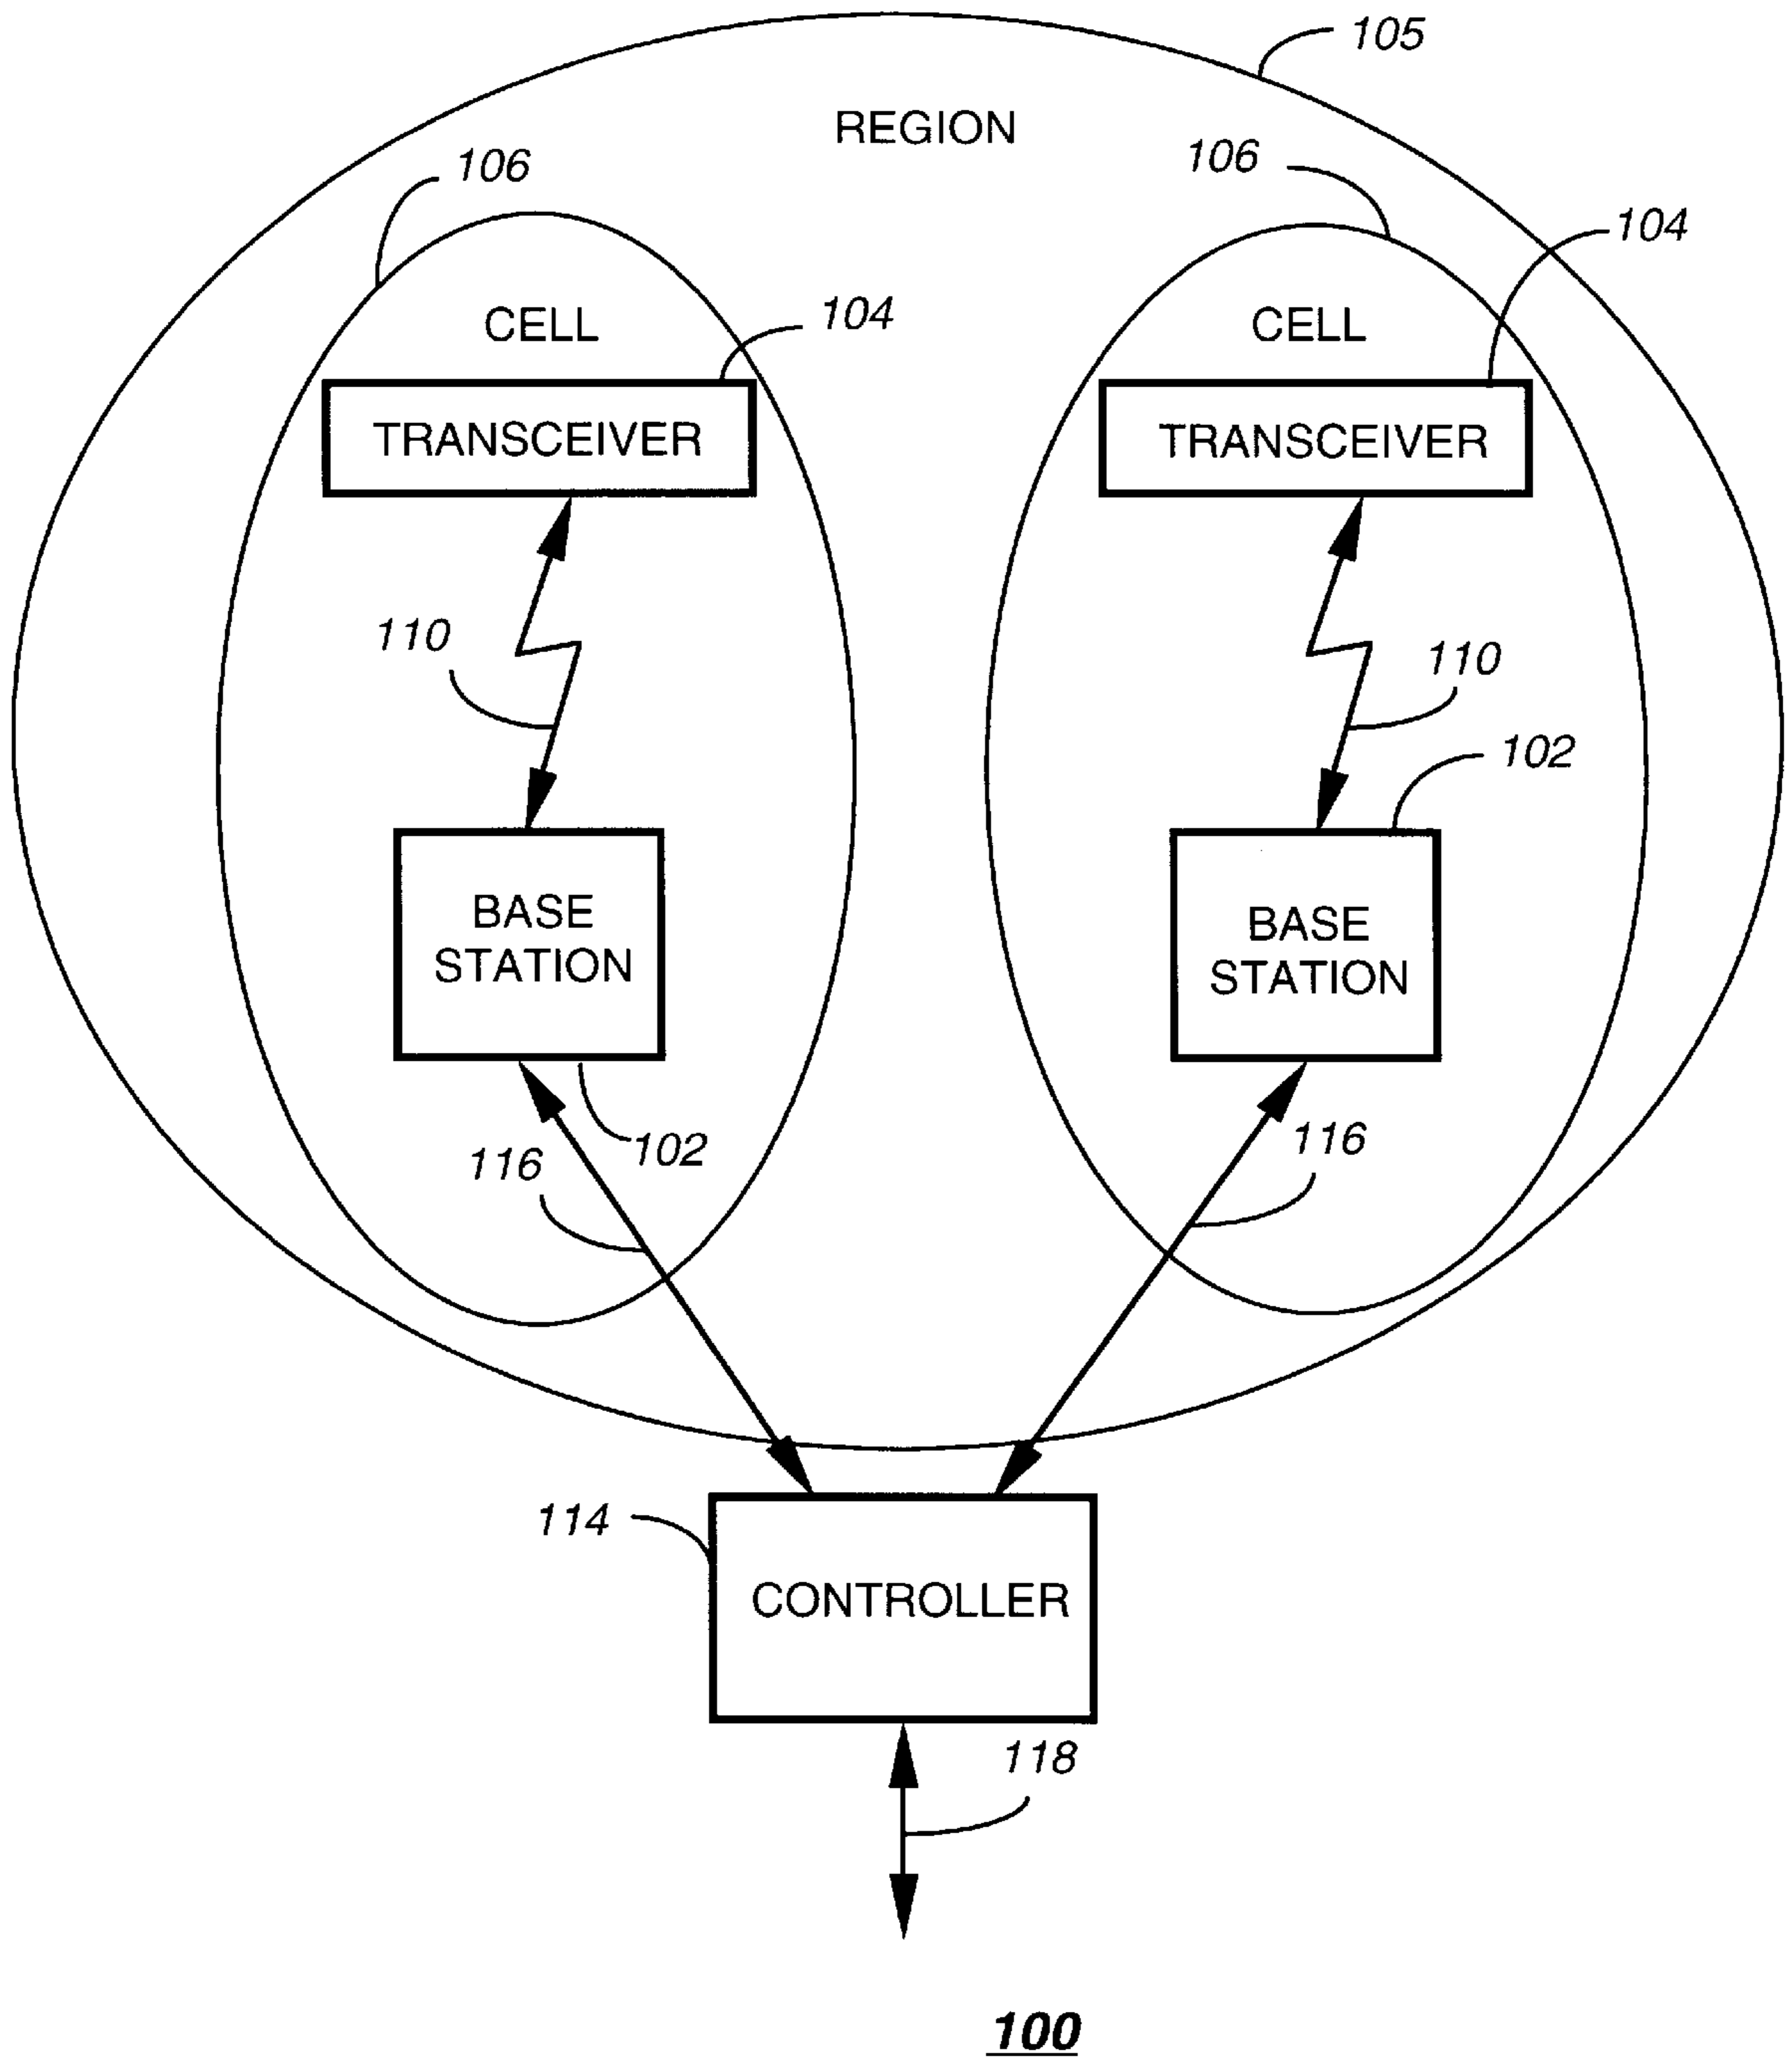 105
REGION
106
106
104
104
CELL
CELL
TRANSCEIVER
TRANSCEIVER
110
110
102
BASE
STATION
BASE
STATION
102
116
116
114
CONTROLLER
118
100